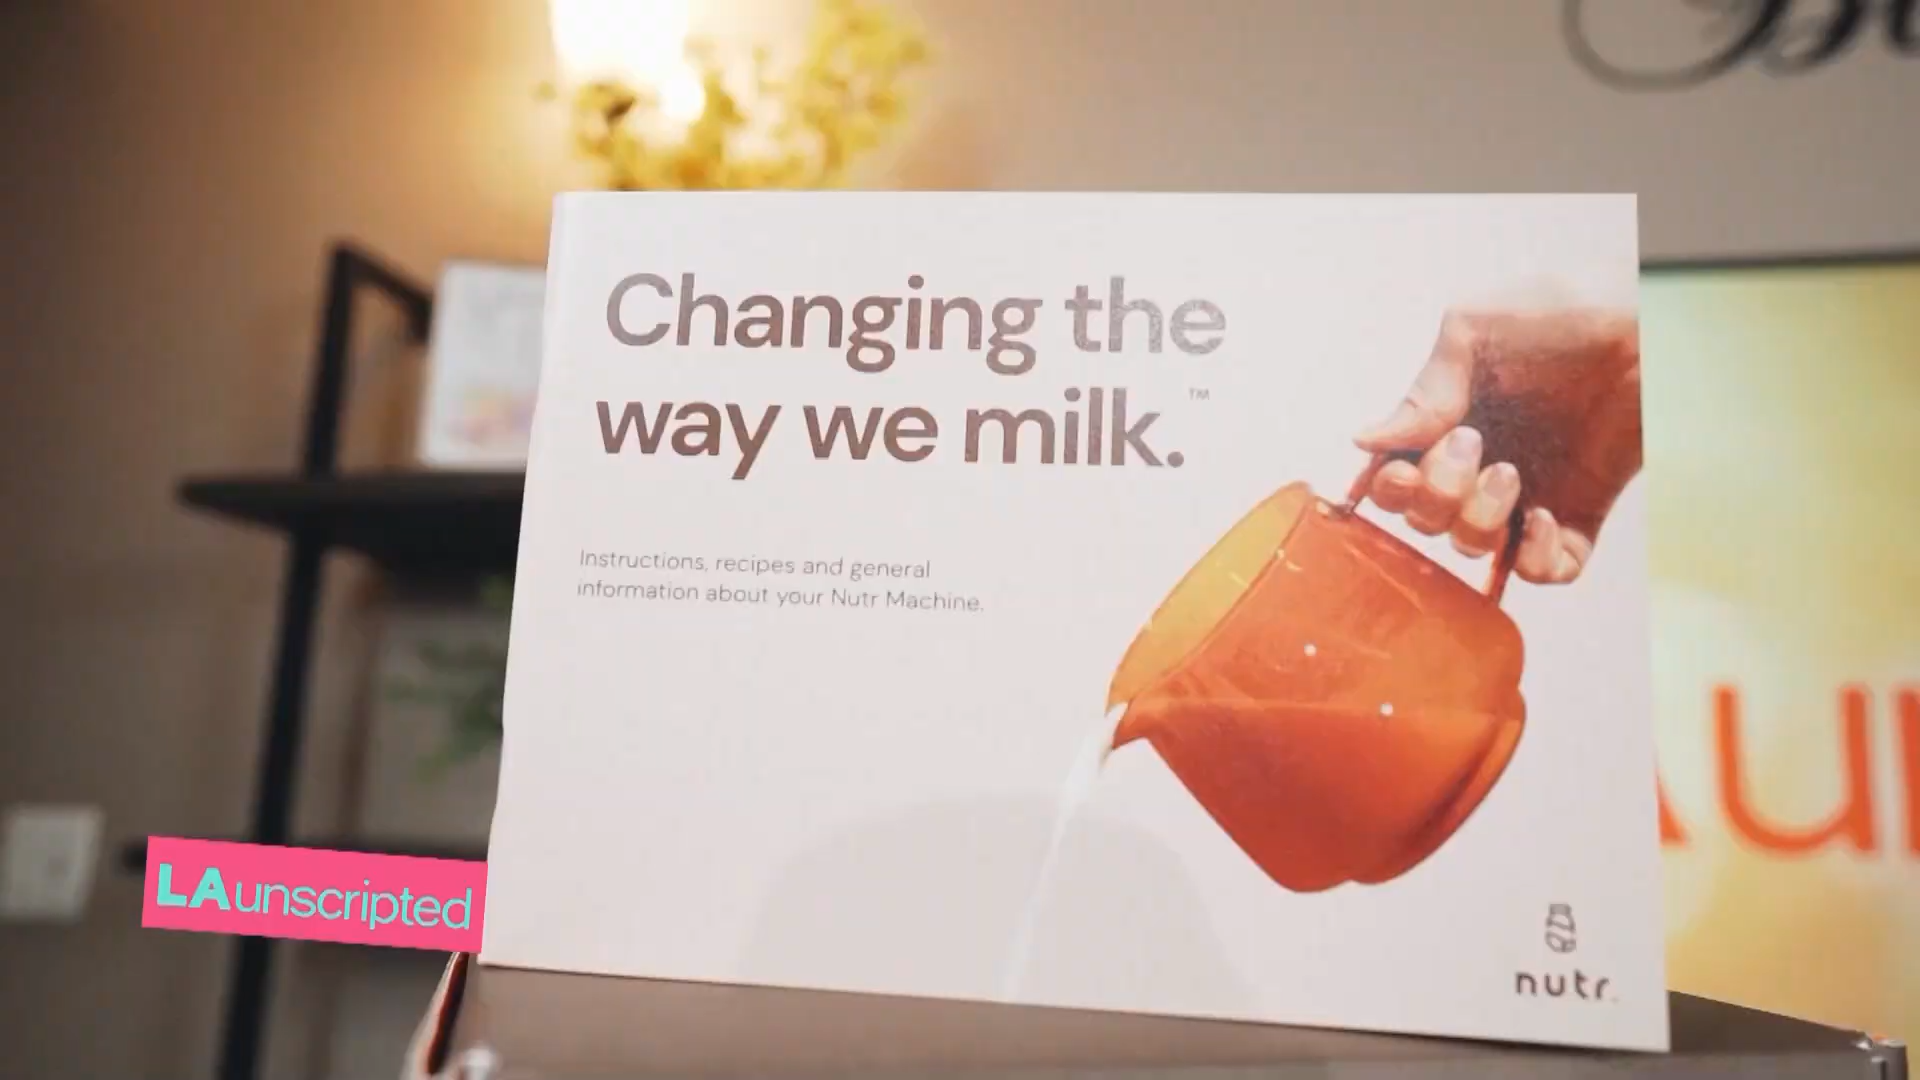 Changing the
way we milk.™
Instructions, recipes and general
information about your Nutr Machine.
LAunscripted
nutr.